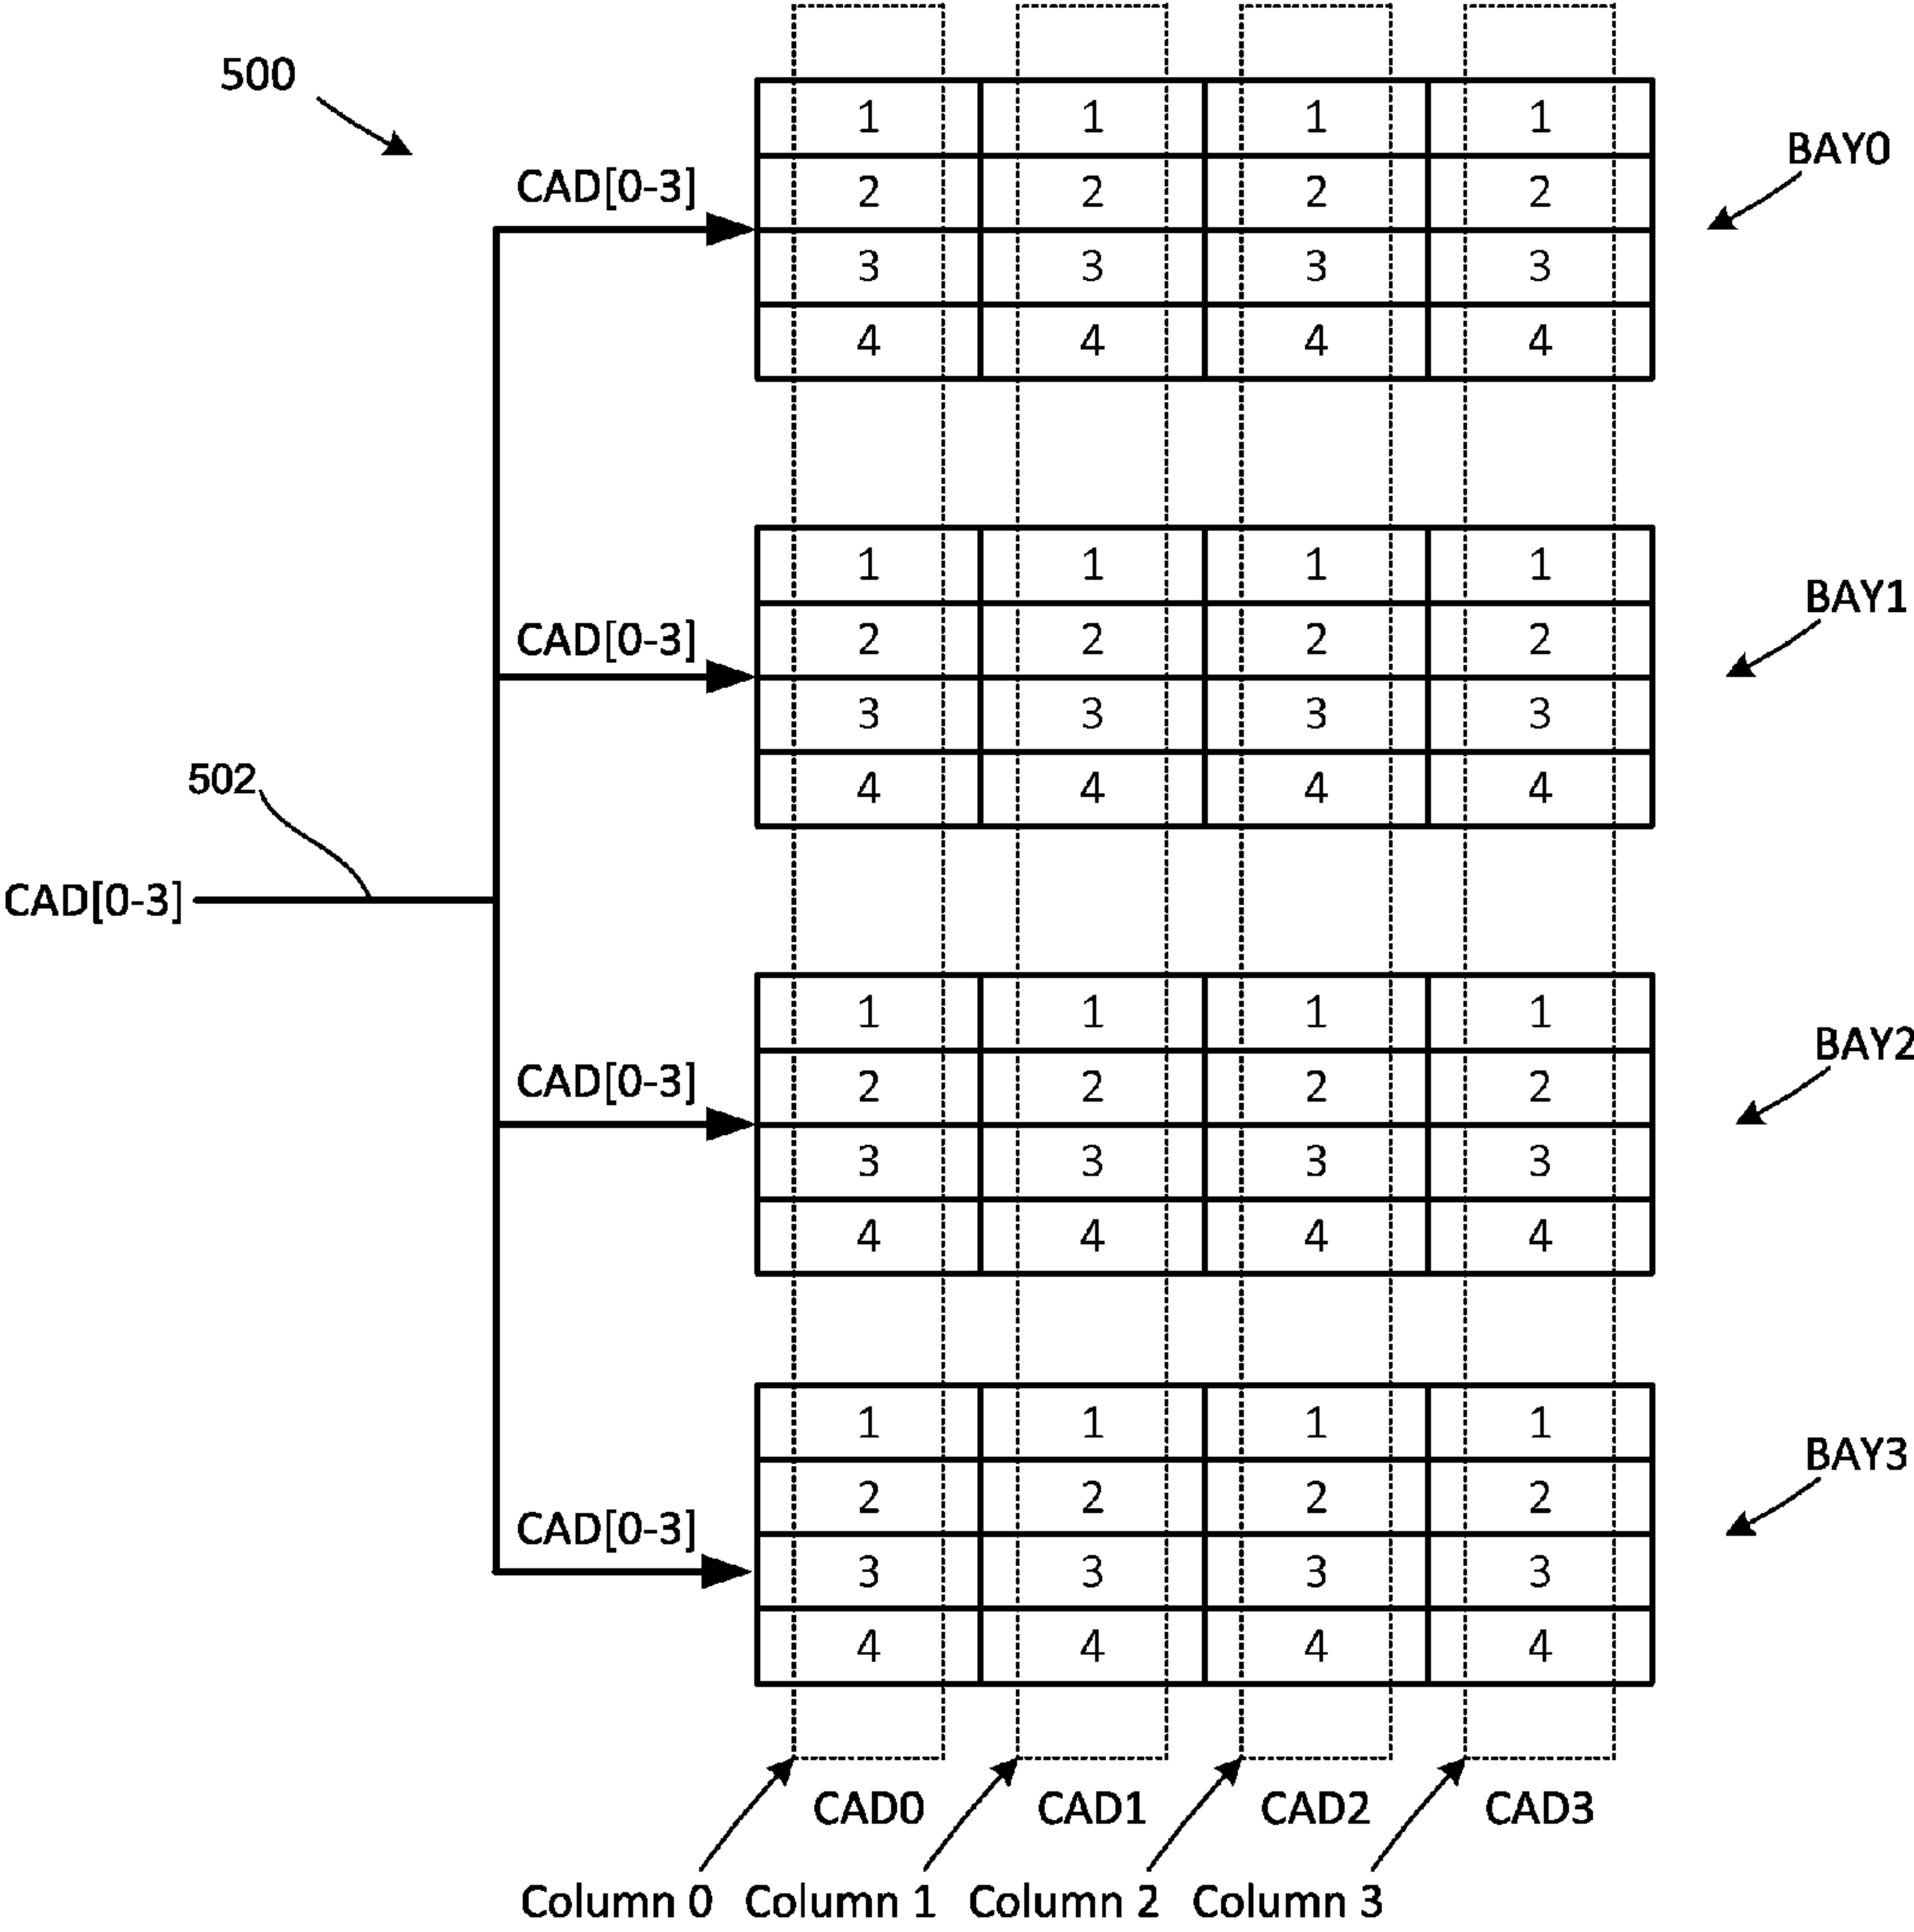 500
BAY0
CAD[0-3]
1 1 1 1
2 2 2 2
3 3 3 3
4 4 4 4
BAY1
CAD[0-3]
1 1 1 1
2 2 2 2
3 3 3 3
4 4 4 4
502
CAD[0-3]
BAY2
CAD[0-3]
1 1 1 1
2 2 2 2
3 3 3 3
4 4 4 4
BAY3
CAD[0-3]
1 1 1 1
2 2 2 2
3 3 3 3
4 4 4 4
CAD0 CAD1 CAD2 CAD3
Column 0 Column 1 Column 2 Column 3